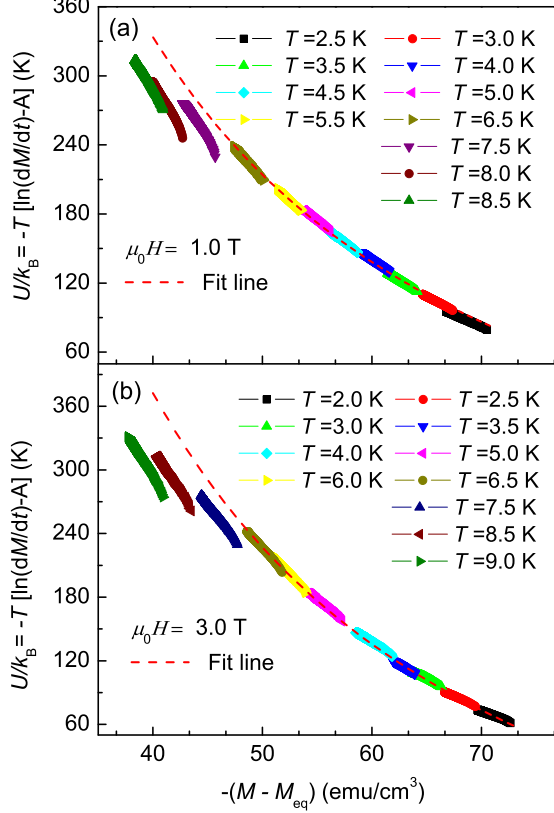 (a)
T =2.5 K T =3.0 K
T =3.5 K T =4.0 K
T =4.5 K T =5.0 K
T =5.5 K T =6.5 K
T =7.5 K
T =8.0 K
T =8.5 K
μ0H= 1.0 T
Fit line
360
300
240
180
120
60
U/kB = -T [ln(dM/dt)-A] (K)
(b)
T =2.0 K T =2.5 K
T =3.0 K T =3.5 K
T =4.0 K T =5.0 K
T =6.0 K T =6.5 K
T =7.5 K
T =8.5 K
T =9.0 K
μ0H= 3.0 T
Fit line
360
300
240
180
120
60
U/kB = -T [ln(dM/dt)-A] (K)
40 50 60 70
-(M - Meq) (emu/cm3)